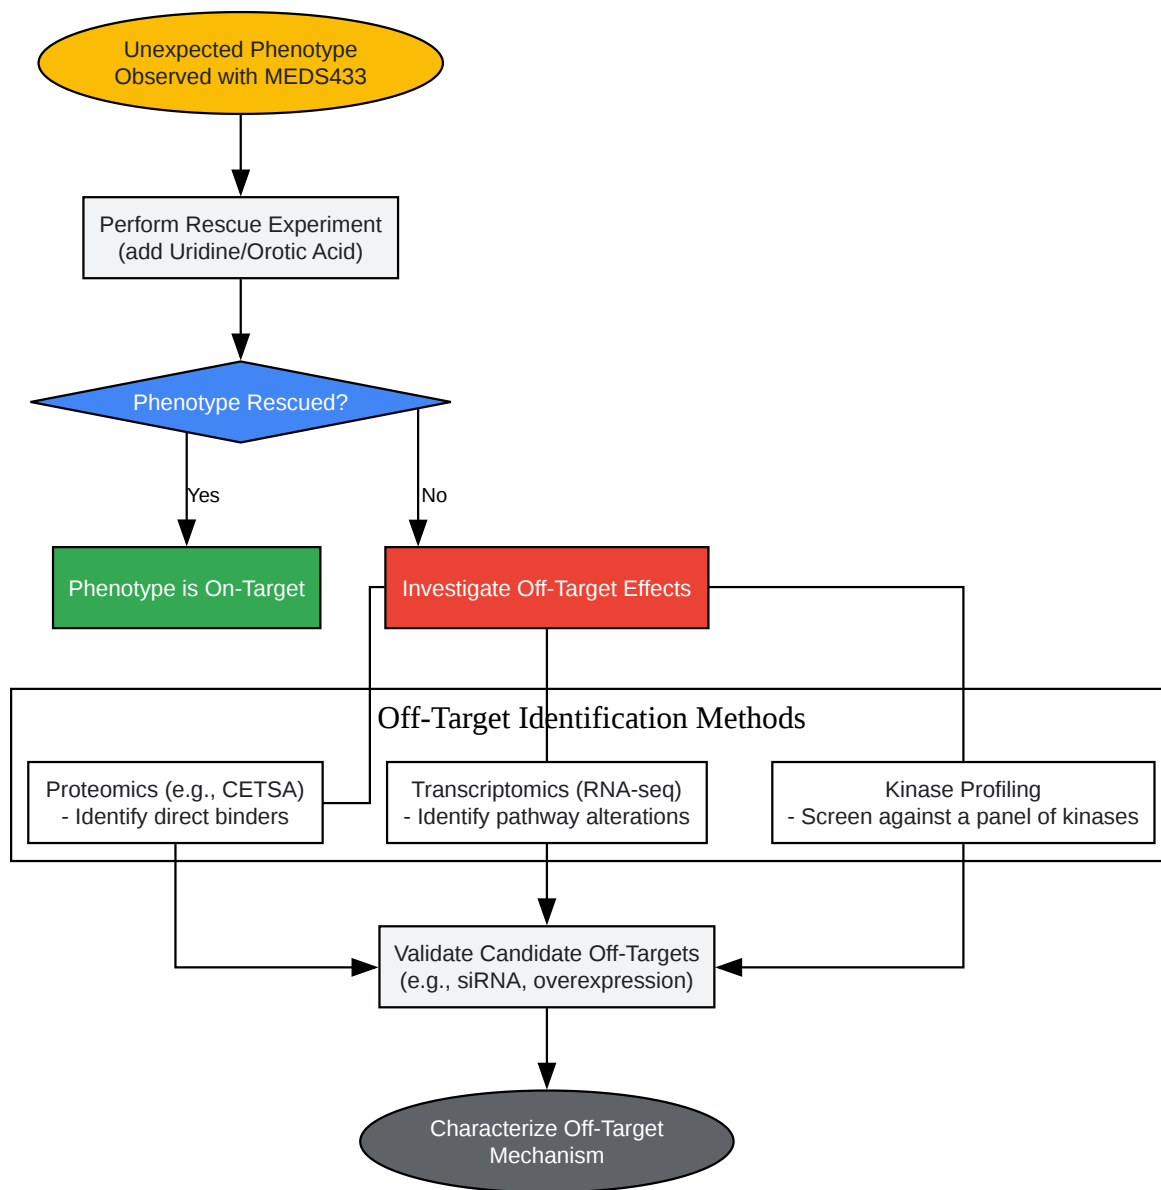 Unexpected Phenotype
Observed with MEDS433
Perform Rescue Experiment
(add Uridine/Orotic Acid)
Phenotype Rescued?
Yes
No
Phenotype is On-Target
Investigate Off-Target Effects
Off-Target Identification Methods
Proteomics (e.g., CETSA)
- Identify direct binders
Transcriptomics (RNA-seq)
- Identify pathway alterations
Kinase Profiling
- Screen against a panel of kinases
Validate Candidate Off-Targets
(e.g., siRNA, overexpression)
Characterize Off-Target
Mechanism